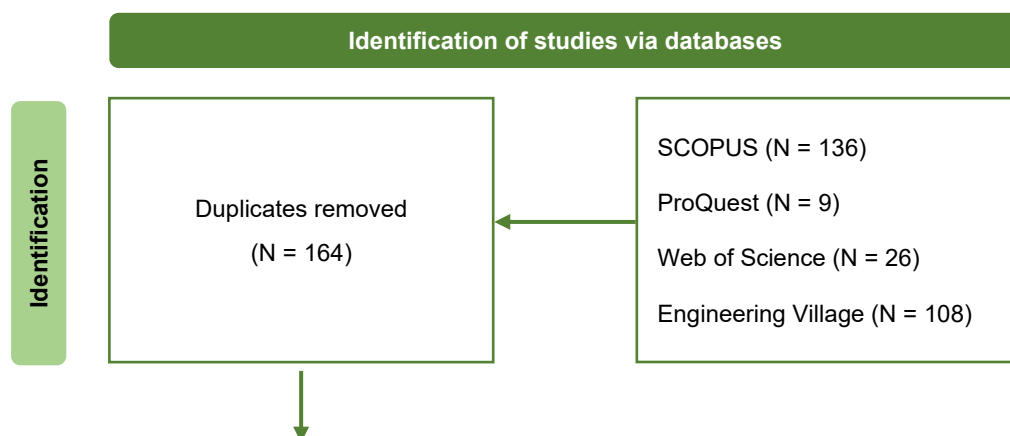 Identification of studies via databases
Identification
Duplicates removed
(N = 164)
SCOPUS (N = 136)
ProQuest (N = 9)
Web of Science (N = 26)
Engineering Village (N = 108)